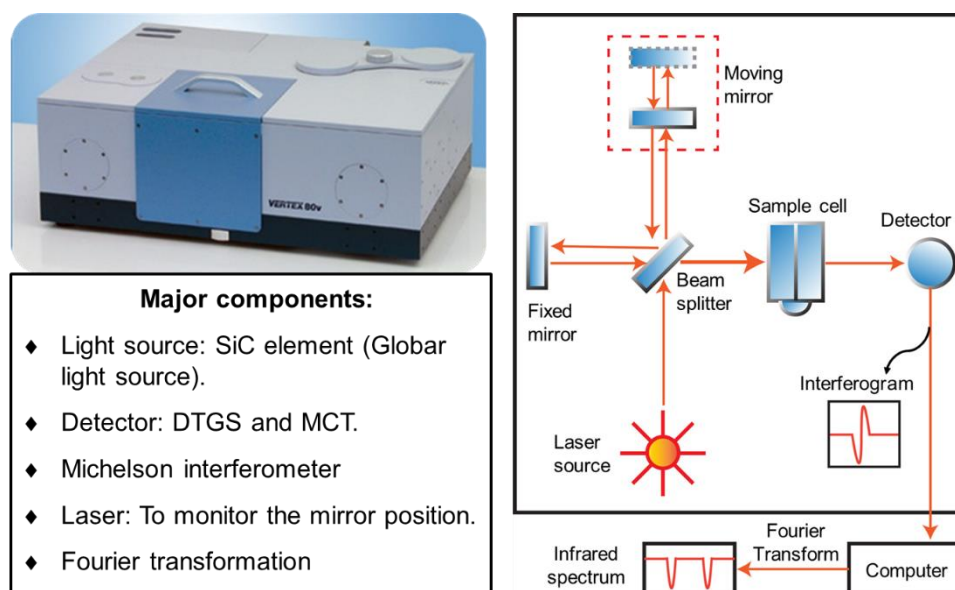 VERTEX 80v
Major components:
♦ Light source: SiC element (Globar
light source).
♦ Detector: DTGS and MCT.
♦ Michelson interferometer
♦ Laser: To monitor the mirror position.
♦ Fourier transformation
Moving
mirror
Sample cell
Detector
Fixed
mirror
Beam
splitter
Interferogram
Laser
source
Infrared
spectrum
Fourier
Transform
Computer